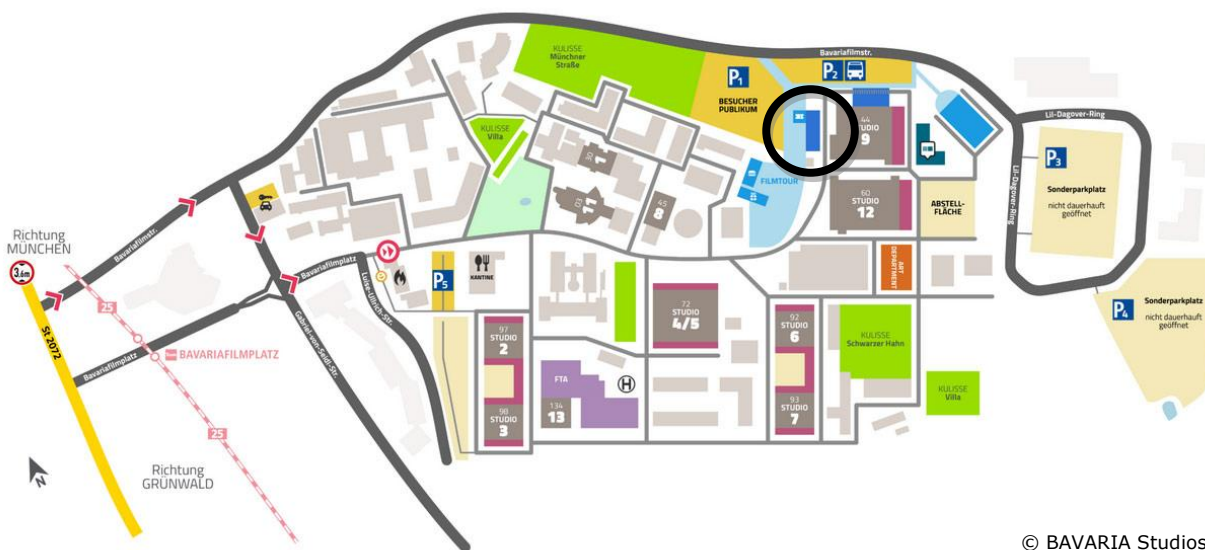 KULISSE
Münchner
Straße
Bavariafilmstr.
P1
BESUCHER
PUBLIKUM
P2
44
STUDIO
9
Lil-Dagover-Ring
P3
Sonderparkplatz
nicht dauerhaft
geöffnet
Lil-Dagover-Ring
KULISSE
Villa
FILMTOUR
60
STUDIO
12
ABSTELL-
FLÄCHE
30
1
03
11
45
8
Richtung
MÜNCHEN
3,6m
Bavariafilmstr.
25
St 2072
Bavariafilmplatz
BAVARIAFILMPLATZ
Bavariafilmplatz
Luise-Ullrich-Str.
Gabriel-von-Seidl-Str.
P5
KANTINE
ART
DEPARTMENT
72
STUDIO
4/5
97
STUDIO
2
98
STUDIO
3
FTA
134
13
H
92
STUDIO
6
93
STUDIO
7
KULISSE
Schwarzer Hahn
KULISSE
Villa
Sonderparkplatz
P4
nicht dauerhaft
geöffnet
25
Richtung
GRÜNWALD
N
© BAVARIA Studios